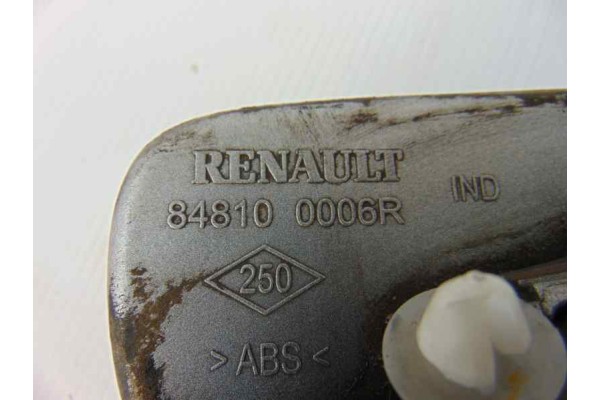 RENAULT
84810 0006R IND
250
>ABS<